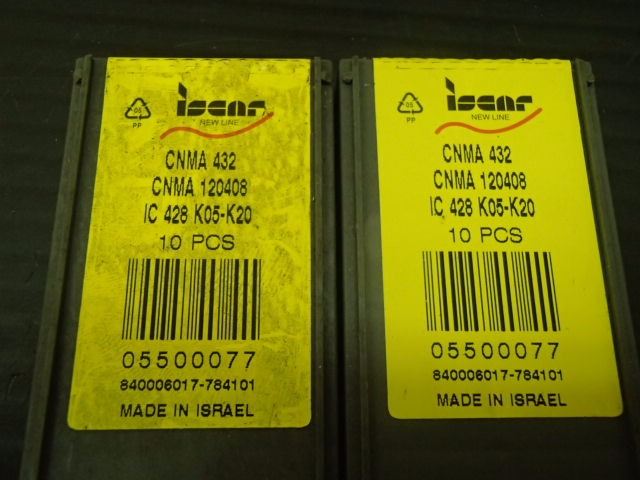 iscar
NEW LINE
05
PP
CNMA 432
CNMA 120408
IC 428 K05-K20
10 PCS
05500077
840006017-784101
MADE IN ISRAEL
iscar
NEW LINE
05
PP
CNMA 432
CNMA 120408
IC 428 K05-K20
10 PCS
05500077
840006017-784101
MADE IN ISRAEL